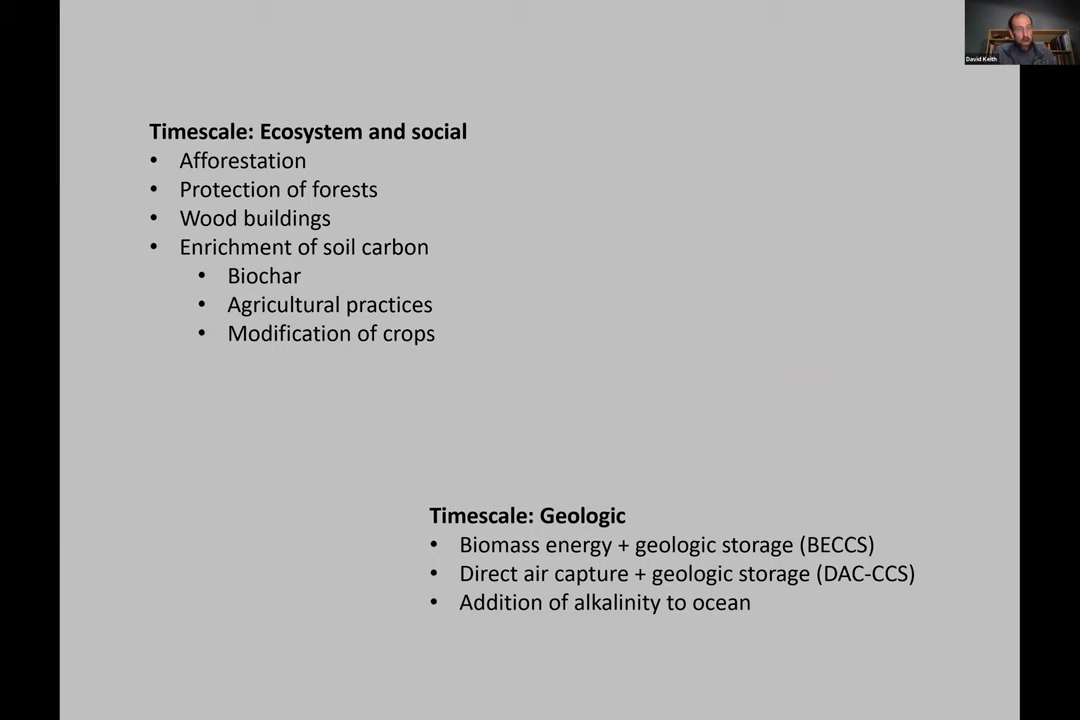 David Keith
Timescale: Ecosystem and social
• Afforestation
• Protection of forests
• Wood buildings
• Enrichment of soil carbon
• Biochar
• Agricultural practices
• Modification of crops
Timescale: Geologic
• Biomass energy + geologic storage (BECCS)
• Direct air capture + geologic storage (DAC-CCS)
• Addition of alkalinity to ocean